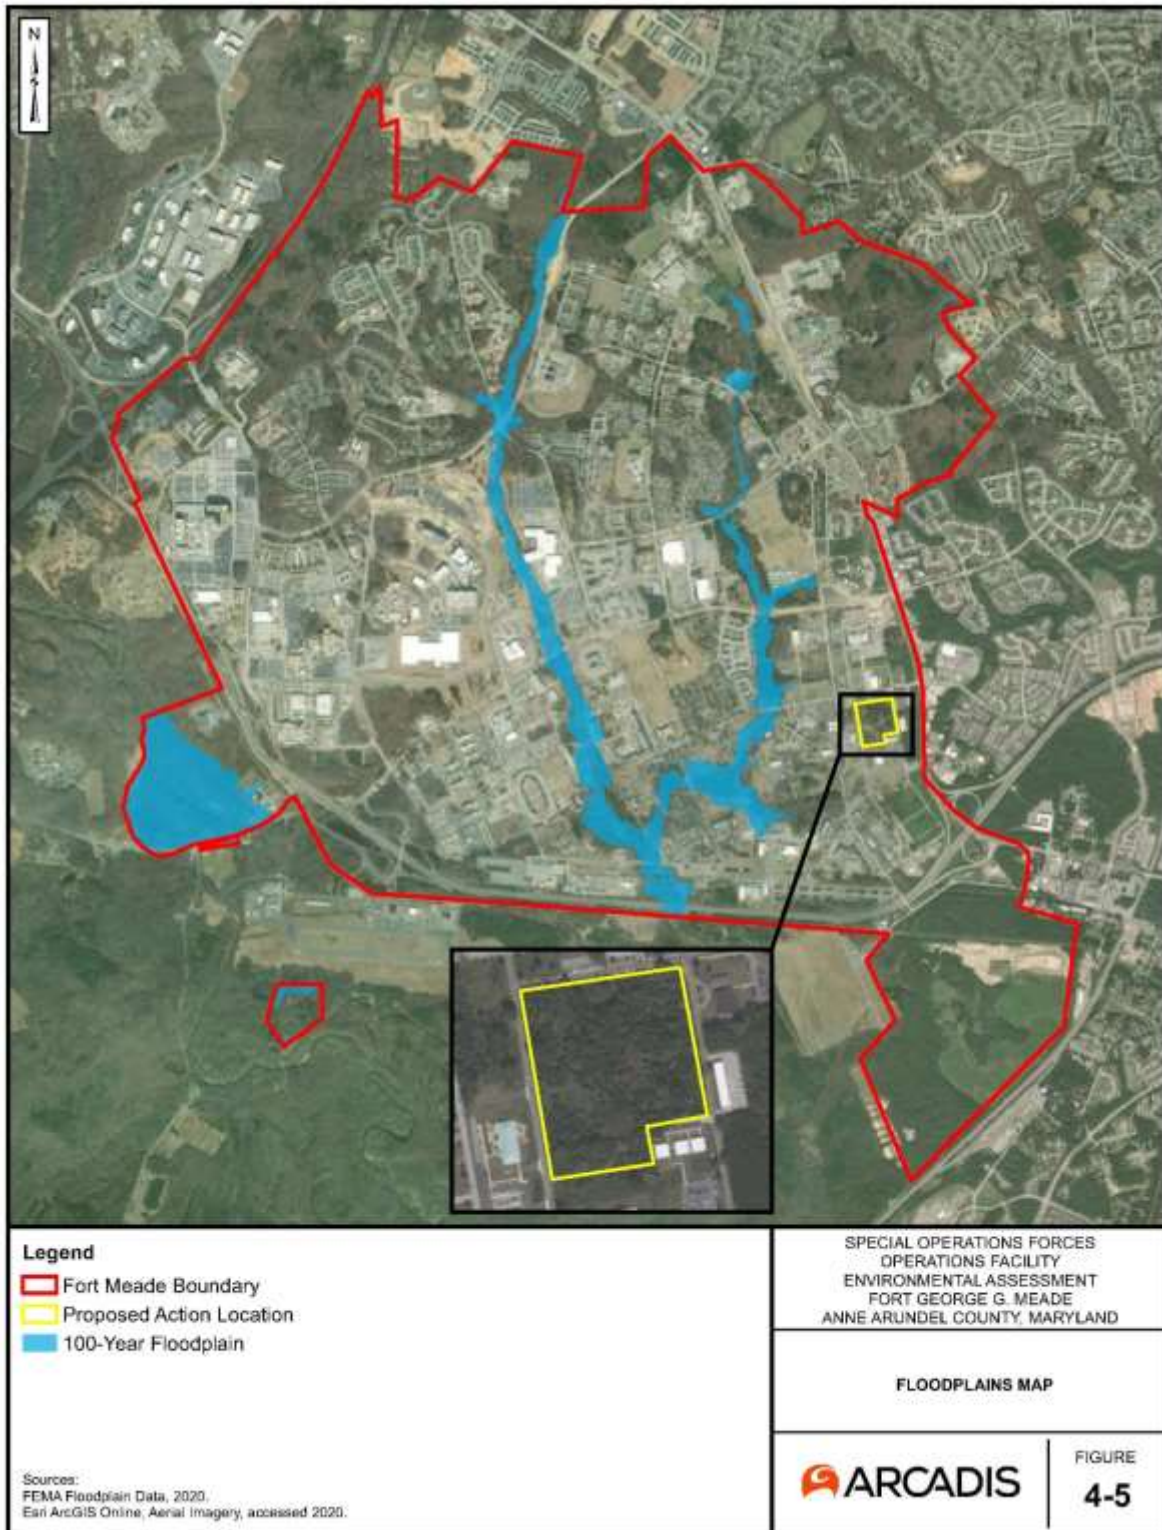 N
Legend
Fort Meade Boundary
Proposed Action Location
100-Year Floodplain
Sources:
FEMA Floodplain Data, 2020.
Esri ArcGIS Online, Aerial Imagery, accessed 2020.
SPECIAL OPERATIONS FORCES
OPERATIONS FACILITY
ENVIRONMENTAL ASSESSMENT
FORT GEORGE G. MEADE
ANNE ARUNDEL COUNTY, MARYLAND
FLOODPLAINS MAP
ARCADIS
FIGURE
4-5